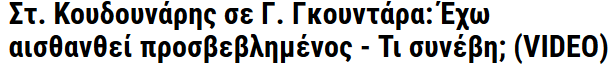 Στ. Κουδουνάρης σε Γ. Γκουντάρα: Έχω
αισθανθεί προσβεβλημένος - Τι συνέβη; (VIDEO)